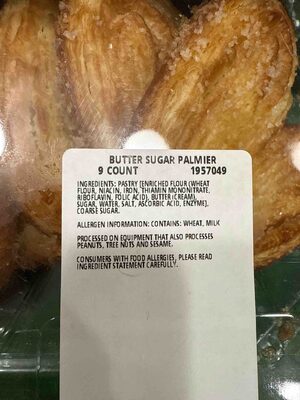 BUTTER SUGAR PALMIER
9 COUNT 1957049
INGREDIENTS: PASTRY [ENRICHED FLOUR (WHEAT
FLOUR, NIACIN, IRON, THIAMIN MONONITRATE,
RIBOFLAVIN, FOLIC ACID), BUTTER (CREAM),
SUGAR, WATER, SALT, ASCORBIC ACID, ENZYME],
COARSE SUGAR.
ALLERGEN INFORMATION: CONTAINS: WHEAT, MILK
PROCESSED ON EQUIPMENT THAT ALSO PROCESSES
PEANUTS, TREE NUTS AND SESAME.
CONSUMERS WITH FOOD ALLERGIES, PLEASE READ
INGREDIENT STATEMENT CAREFULLY.